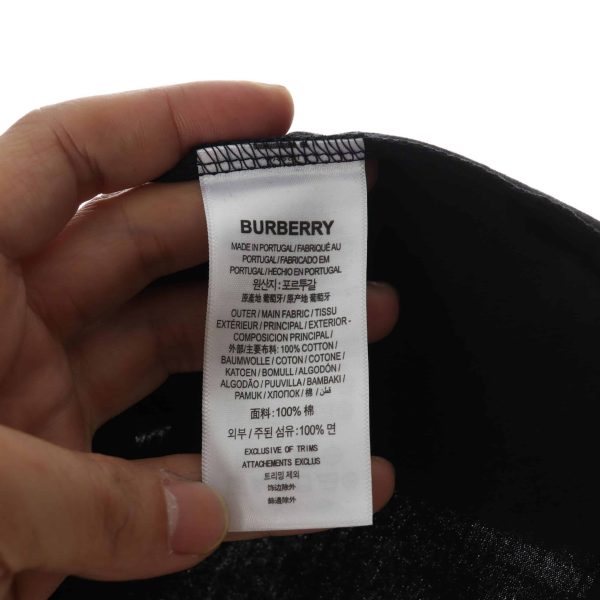 BURBERRY
MADE IN PORTUGAL / FABRIQUÉ AU
PORTUGAL / FABRICADO EM
PORTUGAL / HECHO EN PORTUGAL
원산지 : 포르투갈
原產地 葡萄牙 / 原产地 葡萄牙
OUTER / MAIN FABRIC / TISSU
EXTÉRIEUR / PRINCIPAL / EXTERIOR -
COMPOSICIÓN PRINCIPAL /
外部/主要布料: 100% COTTON /
BAUMWOLLE / COTON / COTONE /
KATOEN / BOMULL / ALGODÓN /
ALGODÃO / PUUVILLA / BAMBAKI /
PAMUK / ХЛОПОК / 棉 / قطن /
面料 : 100% 棉
외부 / 주된 섬유 : 100% 면
EXCLUSIVE OF TRIMS
ATTACHEMENTS EXCLUS
트리밍 제외
饰边除外
緣邊除外